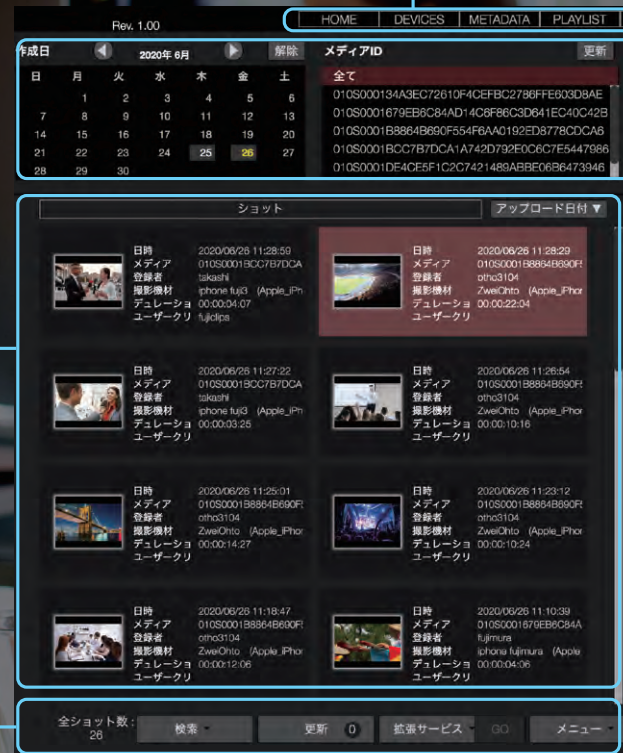 Rev. 1.00
HOME DEVICES METADATA PLAYLIST
作成日 2020年 6月 解除
日 月 火 水 木 金 土
1 2 3 4 5 6
7 8 9 10 11 12 13
14 15 16 17 18 19 20
21 22 23 24 25 26 27
28 29 30
メディアID 更新
全て
010S000134A3EC72610F4CEFBC2786FFE603D8AE
010S0001679EB6C84AD14C6F86C3D641EC40C42B
010S0001B8864B690F554F6AA0192ED8778CDCA6
010S0001BCC7B7DCA1A742D792E0C6C7E5447986
010S0001DE4CE5F1C2C7421489ABBE06B6473946
ショット アップロード日付 ▼
日時 2020/06/26 11:28:59
メディア 010S0001BCC7B7DCA
登録者 takashi
撮影機材 iphone fuji3 (Apple_iPh
デュレーショ 00:00:04:07
ユーザークリ fujiclips
日時 2020/06/26 11:28:29
メディア 010S0001B8864B690F
登録者 otho3104
撮影機材 ZweiOhto (Apple_iPhor
デュレーショ 00:00:22:04
ユーザークリ
日時 2020/06/26 11:27:22
メディア 010S0001BCC7B7DCA
登録者 takashi
撮影機材 iphone fuji3 (Apple_iPh
デュレーショ 00:00:03:25
ユーザークリ
日時 2020/06/26 11:26:54
メディア 010S0001B8864B690F
登録者 otho3104
撮影機材 ZweiOhto (Apple_iPhor
デュレーショ 00:00:10:16
ユーザークリ
日時 2020/06/26 11:25:01
メディア 010S0001B8864B690F
登録者 otho3104
撮影機材 ZweiOhto (Apple_iPhor
デュレーショ 00:00:14:27
ユーザークリ
日時 2020/06/26 11:23:12
メディア 010S0001B8864B690F
登録者 otho3104
撮影機材 ZweiOhto (Apple_iPhor
デュレーショ 00:00:10:24
ユーザークリ
日時 2020/06/26 11:18:47
メディア 010S0001B8864B690F
登録者 otho3104
撮影機材 ZweiOhto (Apple_iPhor
デュレーショ 00:00:12:06
ユーザークリ
日時 2020/06/26 11:10:39
メディア 010S0001679EB6C84A
登録者 fujimura
撮影機材 iphone fujimura (Apple
デュレーショ 00:00:04:06
ユーザークリ
全ショット数 :
26
検索 更新 0 拡張サービス GO メニュー